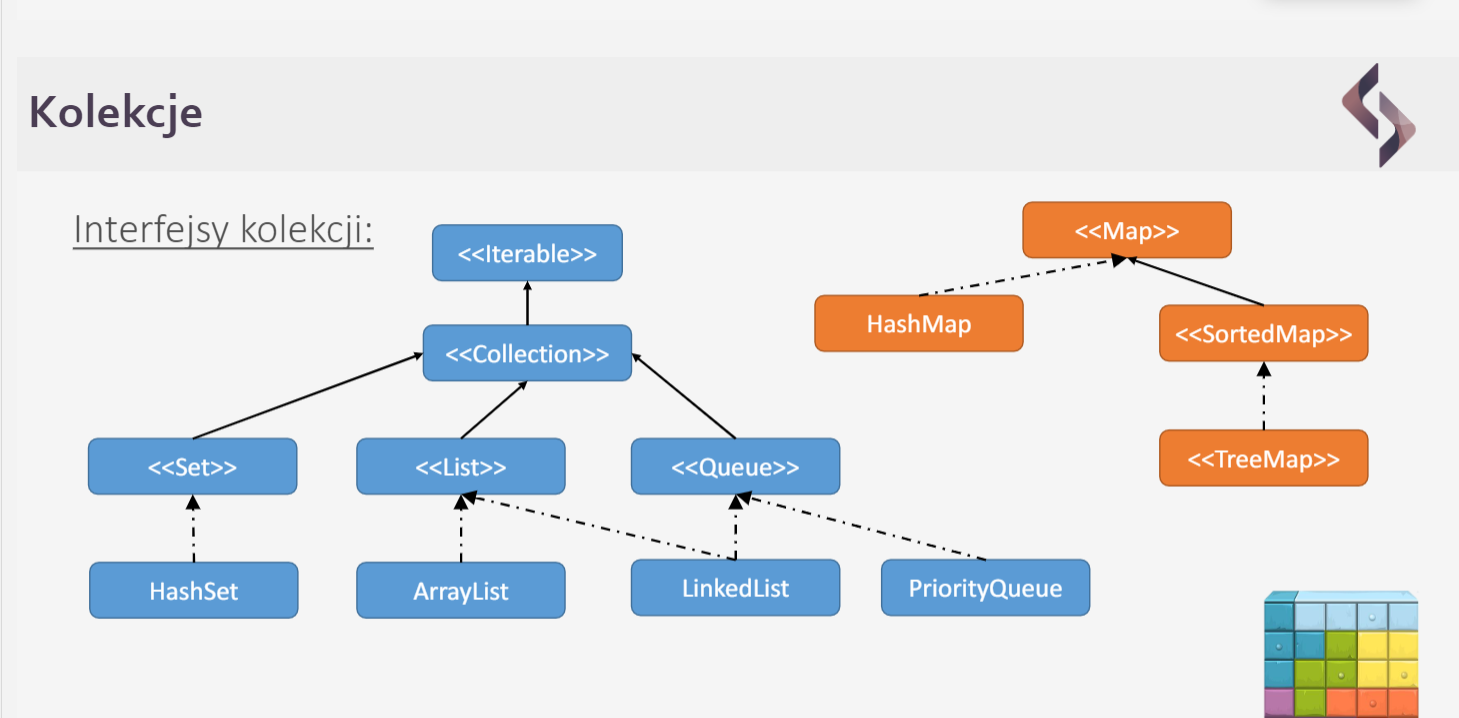 Kolekcje
Interfejsy kolekcji:
<<Iterable>>
<<Collection>>
<<Set>>
<<List>>
<<Queue>>
HashSet
ArrayList
LinkedList
PriorityQueue
<<Map>>
HashMap
<<SortedMap>>
<<TreeMap>>